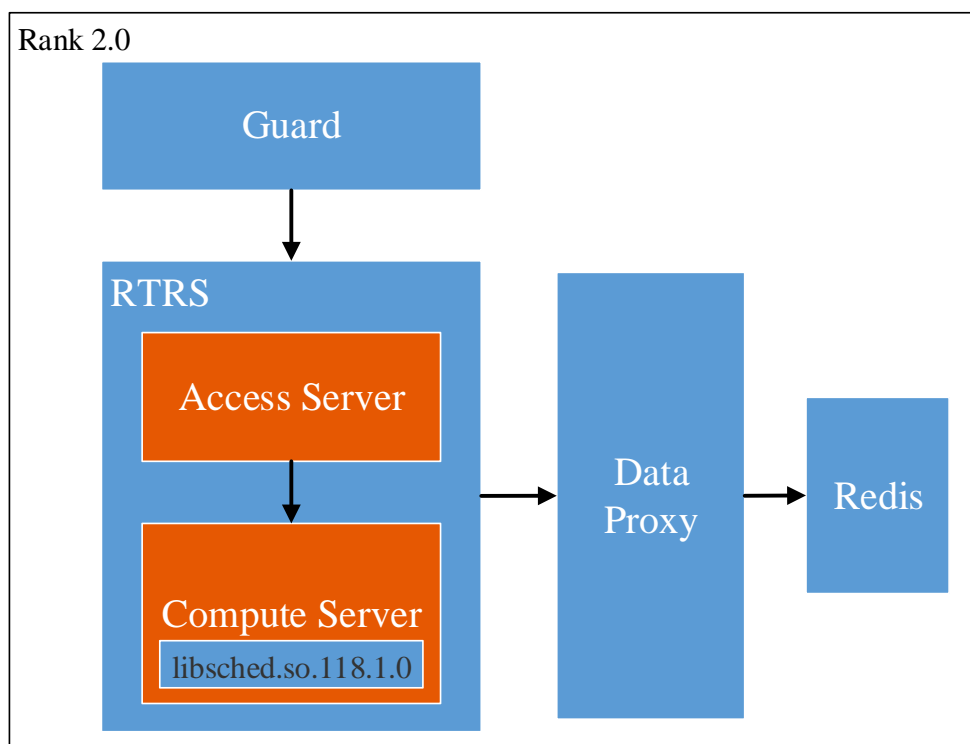 Rank 2.0
Guard
RTRS
Access Server
Compute Server
libsched.so.118.1.0
Data
Proxy
Redis